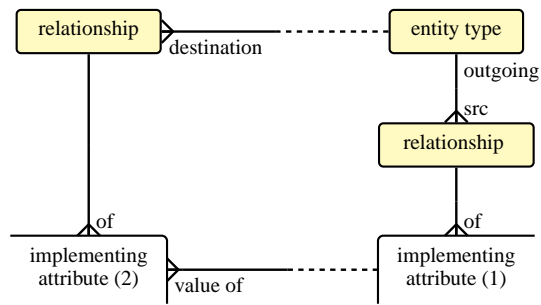 relationship
entity type
destination
outgoing
src
relationship
of
of
implementing
attribute (2)
implementing
attribute (1)
value of